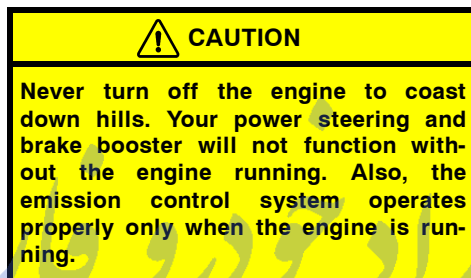 CAUTION
Never turn off the engine to coast
down hills. Your power steering and
brake booster will not function with-
out the engine running. Also, the
emission control system operates
properly only when the engine is run-
ning.